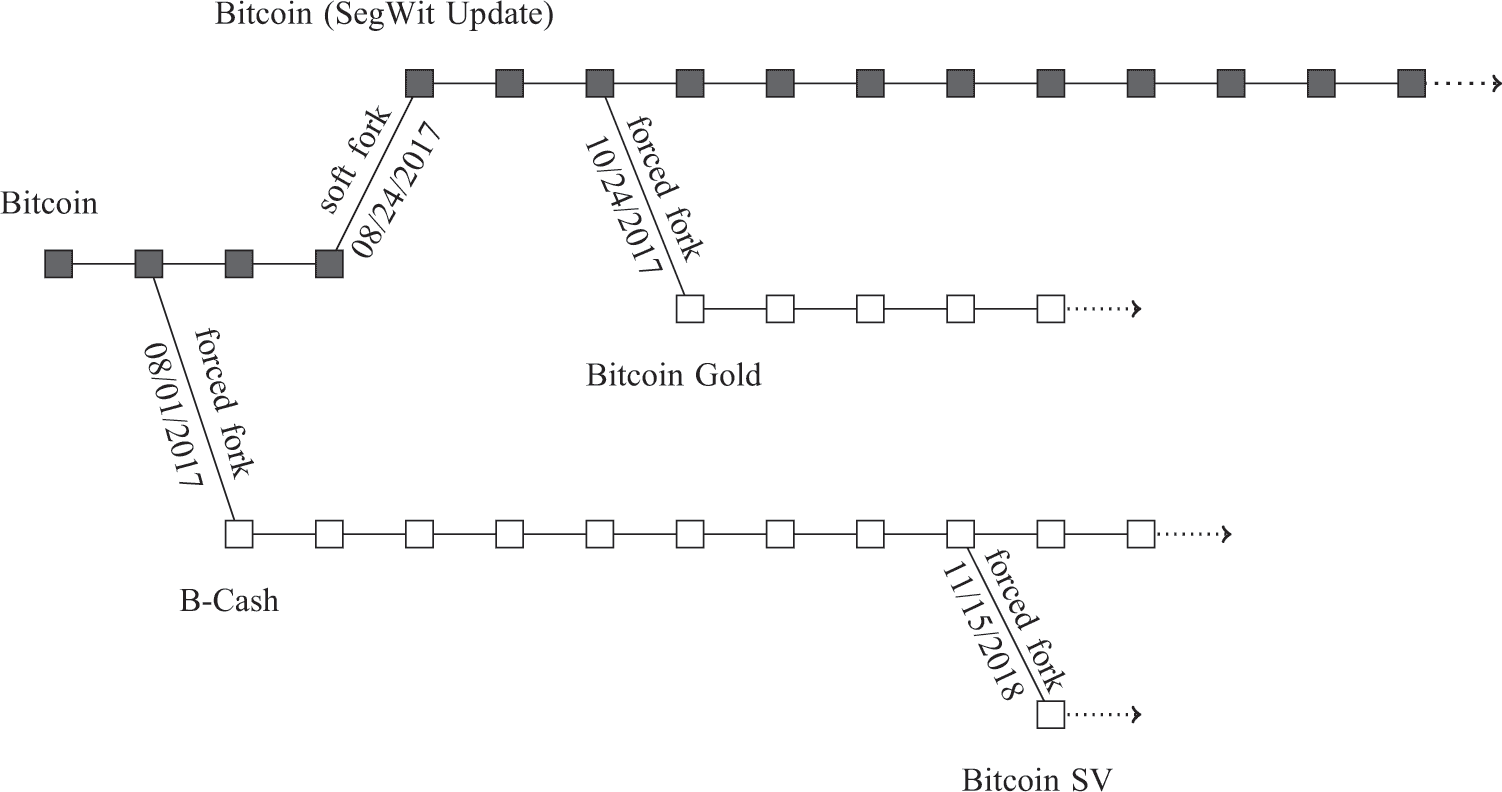 Bitcoin (SegWit Update)
soft fork
08/24/2017
forced fork
10/24/2017
Bitcoin
Bitcoin Gold
forced fork
08/01/2017
B-Cash
forced fork
11/15/2018
Bitcoin SV